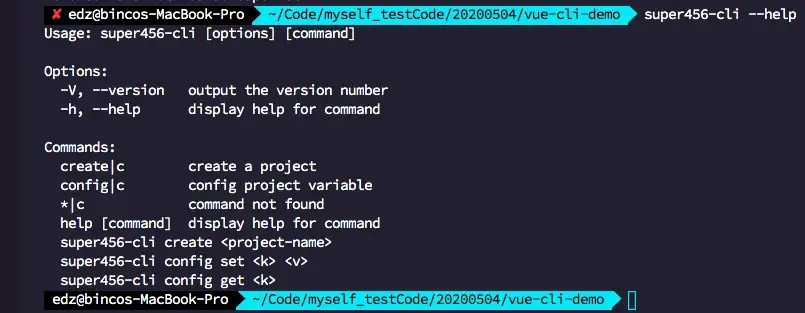 ✘ edz@bincos-MacBook-Pro ~/Code/myself_testCode/20200504/vue-cli-demo super456-cli --help
Usage: super456-cli [options] [command]
Options:
-V, --version output the version number
-h, --help display help for command
Commands:
create|c create a project
config|c config project variable
*|c command not found
help [command] display help for command
super456-cli create <project-name>
super456-cli config set <k> <v>
super456-cli config get <k>
edz@bincos-MacBook-Pro ~/Code/myself_testCode/20200504/vue-cli-demo